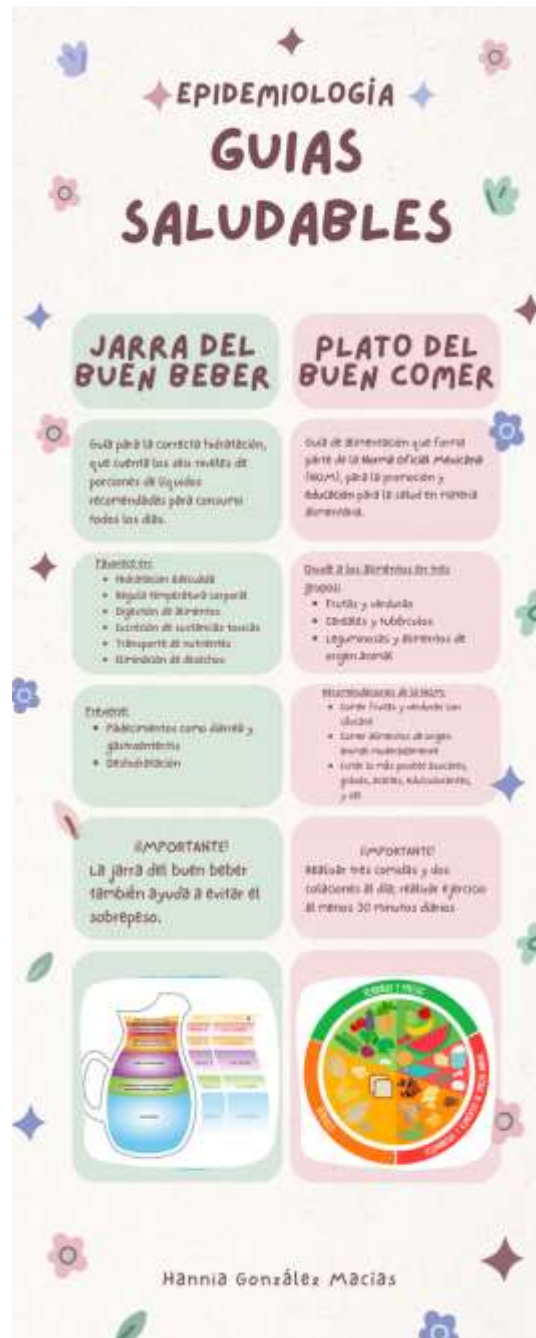 EPIDEMIOLOGÍA
GUIAS
SALUDABLES
JARRA DEL
BUEN BEBER
Guía para la correcta hidratación,
que cuenta los seis niveles de
porciones de líquidos
recomendadas para consumir
todos los días.
Favorece en:
Hidratación adecuada
Regula temperatura corporal
Digestión de alimentos
Excreción de sustancias toxicas
Transporte de nutrientes
Eliminación de desechos
Previene:
Padecimientos como diarrea y
gastroenteritis
Deshidratación
¡IMPORTANTE!
La jarra del buen beber
también ayuda a evitar el
sobrepeso.
PLATO DEL
BUEN COMER
Guía de alimentación que forma
parte de la Norma Oficial Mexicana
(NOM), para la promoción y
educación para la salud en materia
alimentaria.
Divide a los alimentos en tres
grupos:
Frutas y verduras
Cereales y tubérculos
Leguminosas y alimentos de
origen animal
Recomendaciones de la NOM:
Comer frutas y verduras con
cáscara
Comer alimentos de origen
animal moderadamente
Evitar lo más posible azucares,
grasas, aceites, edulcolorantes,
y sal
¡IMPORTANTE!
Realizar tres comidas y dos
colaciones al día; realizar ejercicio
al menos 30 minutos diarios
Hannia González Macias